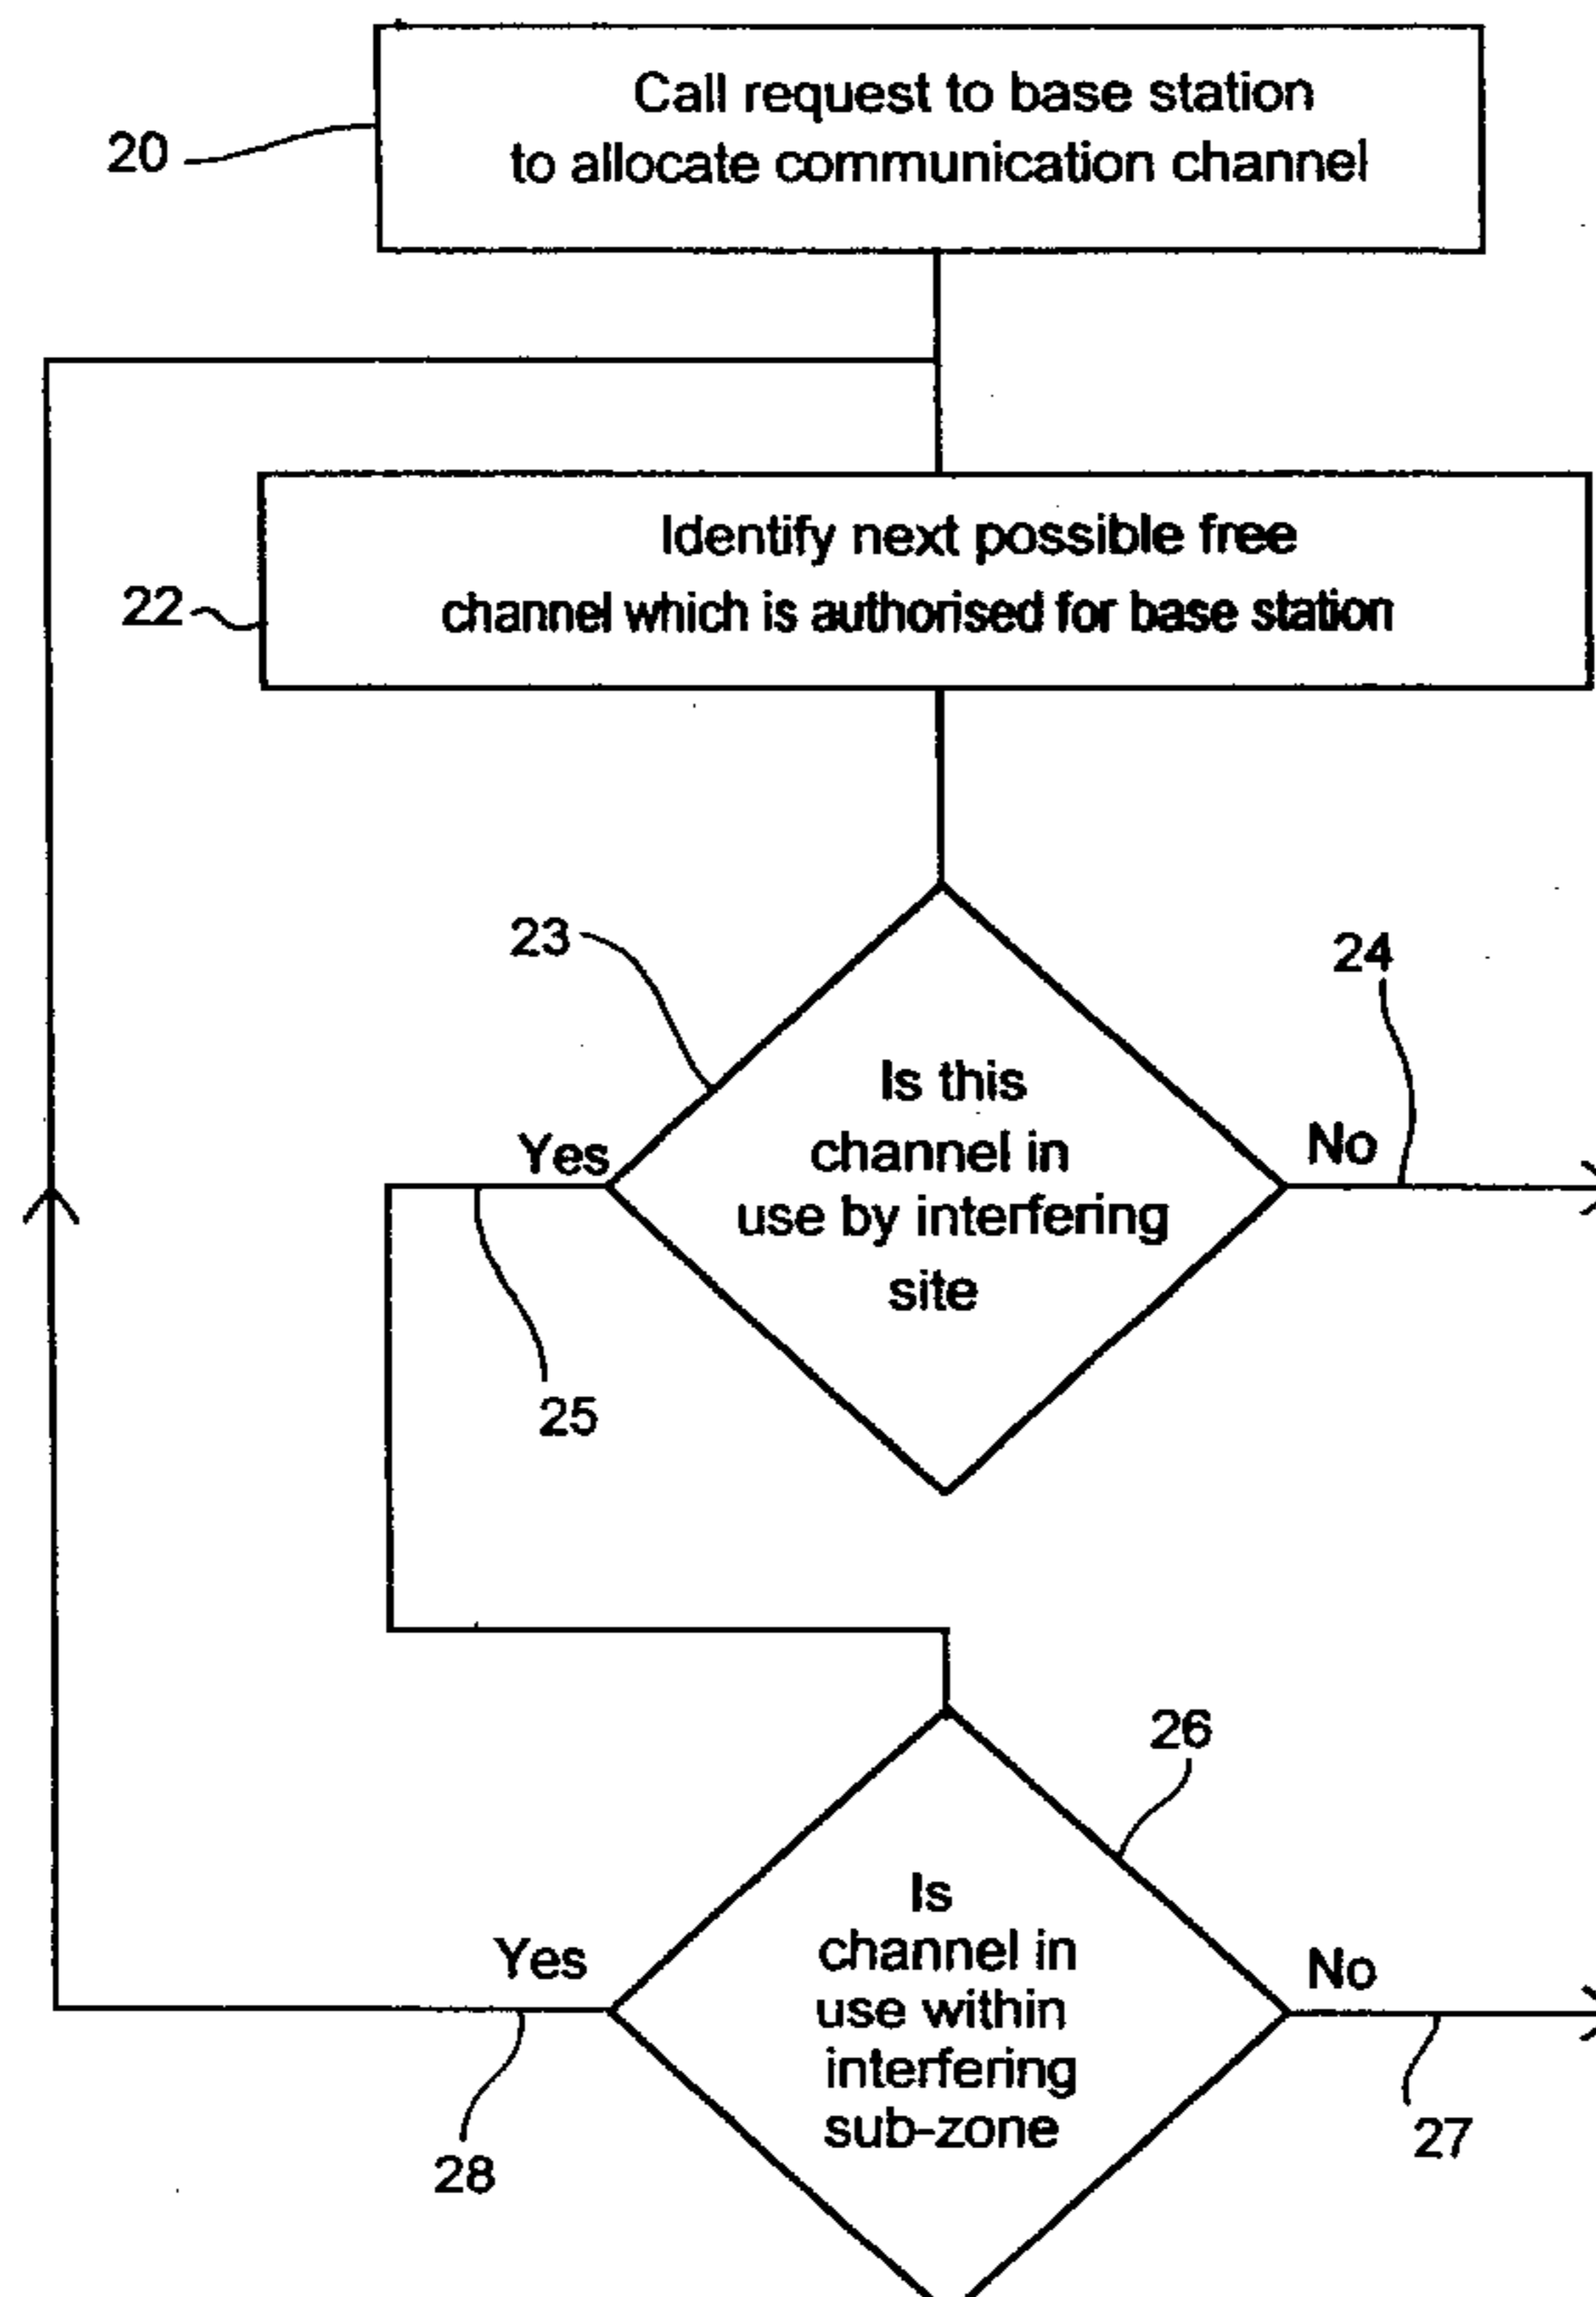 Call request to base station
to allocate communication channel
20
Identify next possible free
channel which is authorised for base station
22
23
24
Is this
channel in
use by interfering
site
Yes
No
25
26
Is
channel in
use within
interfering
sub-zone
Yes
No
28
27